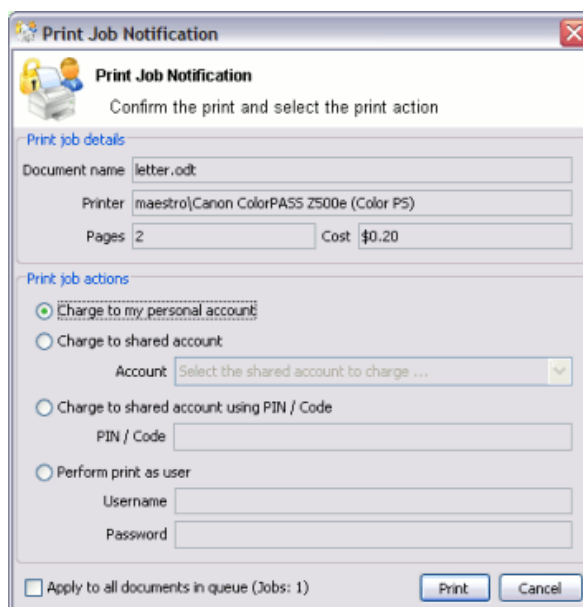 Print Job Notification
Print Job Notification
Confirm the print and select the print action
Print job details
Document name letter.odt
Printer maestro\Canon ColorPASS Z500e (Color PS)
Pages 2 Cost $0.20
Print job actions
Charge to my personal account
Charge to shared account
Account Select the shared account to charge ...
Charge to shared account using PIN / Code
PIN / Code
Perform print as user
Username
Password
Apply to all documents in queue (Jobs: 1) Print Cancel